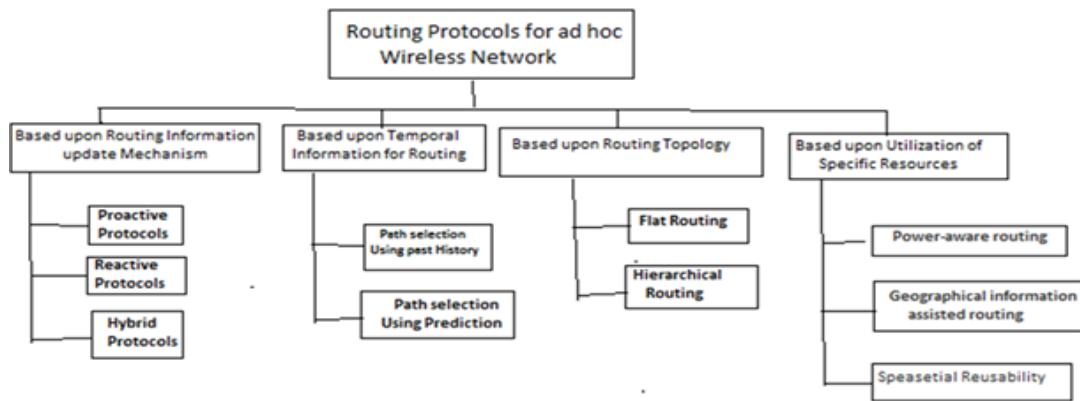 Routing Protocols for ad hoc
Wireless Network
Based upon Routing Information
update Mechanism
Proactive
Protocols
Reactive
Protocols
Hybrid
Protocols
Based upon Temporal
Information for Routing
Path selection
Using past History
Path selection
Using Prediction
Based upon Routing Topology
Flat Routing
Hierarchical
Routing
Based upon Utilization of
Specific Resources
Power-aware routing
Geographical information
assisted routing
Speasetial Reusability